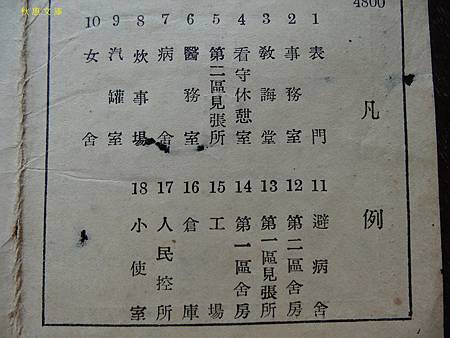 秋惠文庫
4800
凡例
1 表門 11 避病舍
2 事務室 12 第二區舍房
3 敎誨堂 13 第一區見張所
4 看守休憩室 14 第一區舍房
5 第二區見張所 15 工場
6 醫務室 16 倉庫
7 病舍 17 人民控所
8 炊事場 18 小使室
9 汽罐室
10 女舍